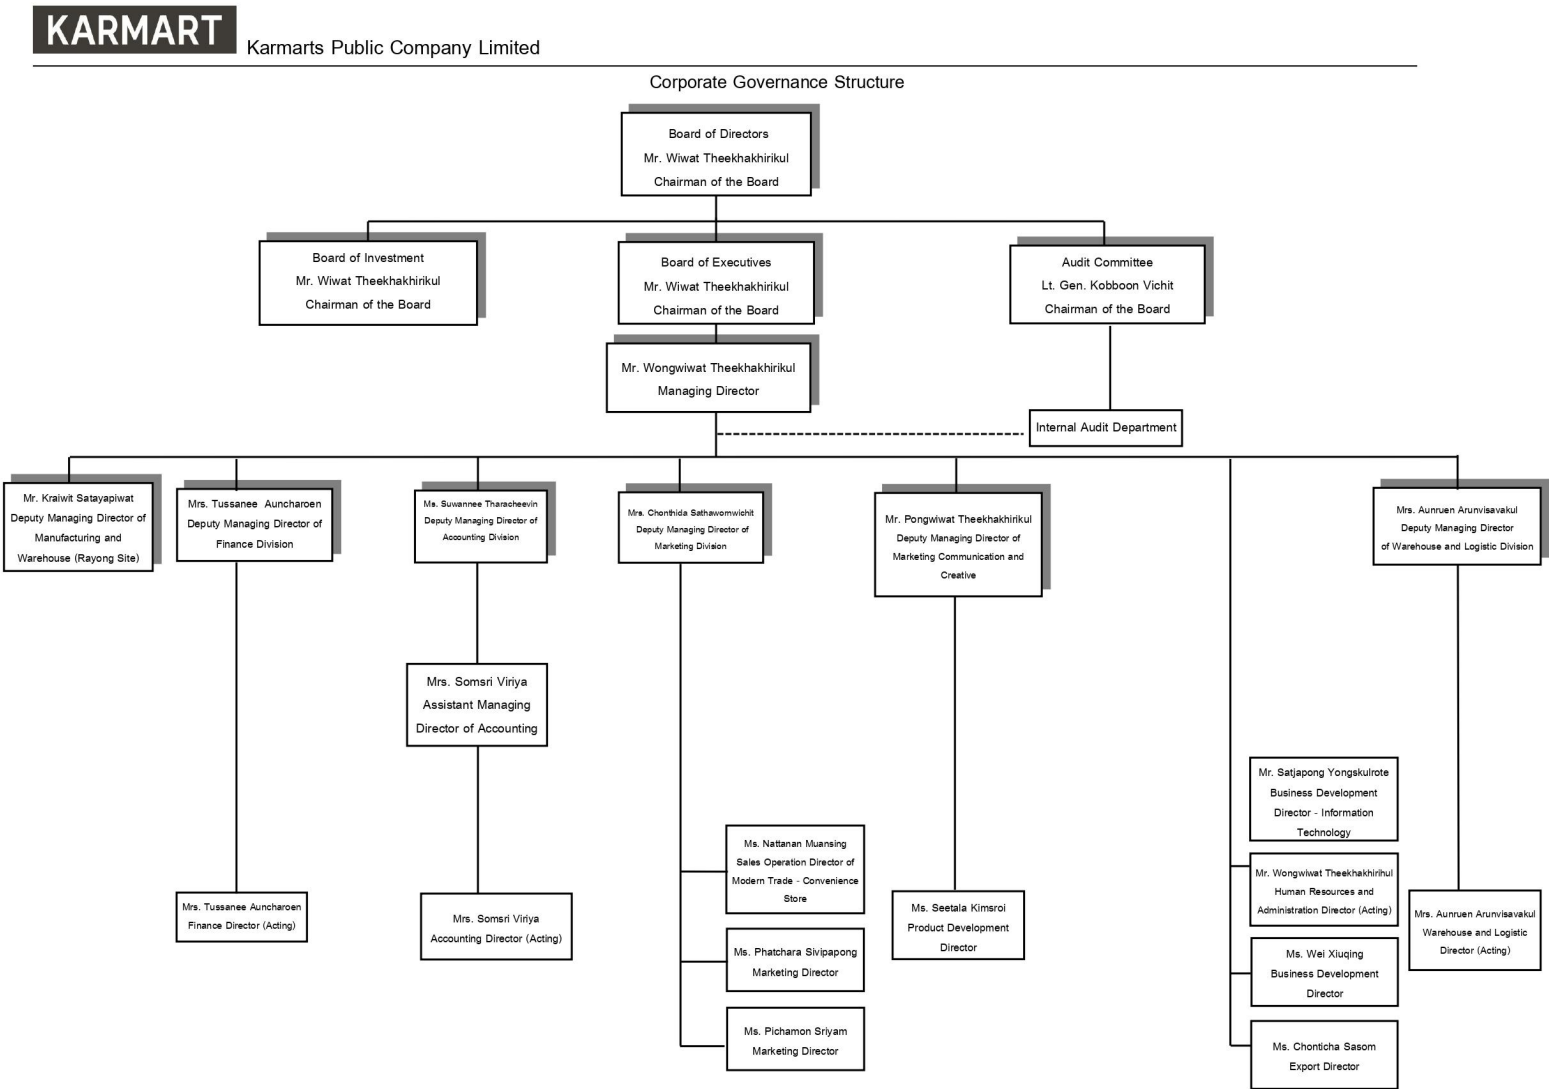 KARMART
Karmarts Public Company Limited
Corporate Governance Structure
Board of Directors
Mr. Wiwat Theekhakhirikul
Chairman of the Board
Board of Investment
Mr. Wiwat Theekhakhirikul
Chairman of the Board
Board of Executives
Mr. Wiwat Theekhakhirikul
Chairman of the Board
Audit Committee
Lt. Gen. Kobboon Vichit
Chairman of the Board
Mr. Wongwiwat Theekhakhirikul
Managing Director
Internal Audit Department
Mr. Kraiwit Satayapiwat
Deputy Managing Director of
Manufacturing and
Warehouse (Rayong Site)
Mrs. Tussanee Auncharoen
Deputy Managing Director of
Finance Division
Ms. Suwannee Tharacheevin
Deputy Managing Director of
Accounting Division
Mrs. Chonthida Sathawornwichit
Deputy Managing Director of
Marketing Division
Mr. Pongwiwat Theekhakhirikul
Deputy Managing Director of
Marketing Communication and
Creative
Mrs. Aunruen Arunvisavakul
Deputy Managing Director
of Warehouse and Logistic Division
Mrs. Somsri Viriya
Assistant Managing
Director of Accounting
Mr. Satjapong Yongskulrote
Business Development
Director - Information
Technology
Ms. Nattanan Muansing
Sales Operation Director of
Modern Trade - Convenience
Store
Mr. Wongwiwat Theekhakhirihul
Human Resources and
Administration Director (Acting)
Mrs. Tussanee Auncharoen
Finance Director (Acting)
Mrs. Somsri Viriya
Accounting Director (Acting)
Ms. Seetala Kimsroi
Product Development
Director
Mrs. Aunruen Arunvisavakul
Warehouse and Logistic
Director (Acting)
Ms. Phatchara Sivipapong
Marketing Director
Ms. Wei Xiuqing
Business Development
Director
Ms. Pichamon Sriyam
Marketing Director
Ms. Chonticha Sasom
Export Director